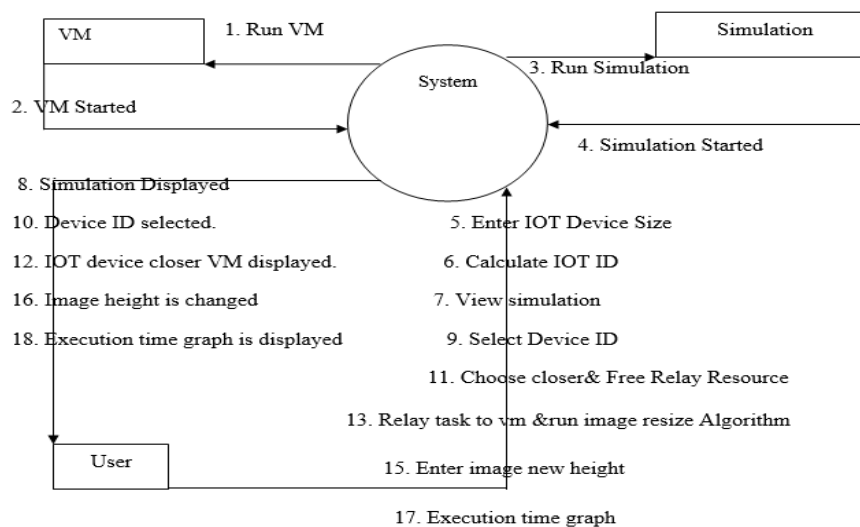 VM
1. Run VM
Simulation
System
3. Run Simulation
2. VM Started
4. Simulation Started
8. Simulation Displayed
10. Device ID selected.
12. IOT device closer VM displayed.
16. Image height is changed
18. Execution time graph is displayed
5. Enter IOT Device Size
6. Calculate IOT ID
7. View simulation
9. Select Device ID
11. Choose closer& Free Relay Resource
13. Relay task to vm &run image resize Algorithm
15. Enter image new height
17. Execution time graph
User